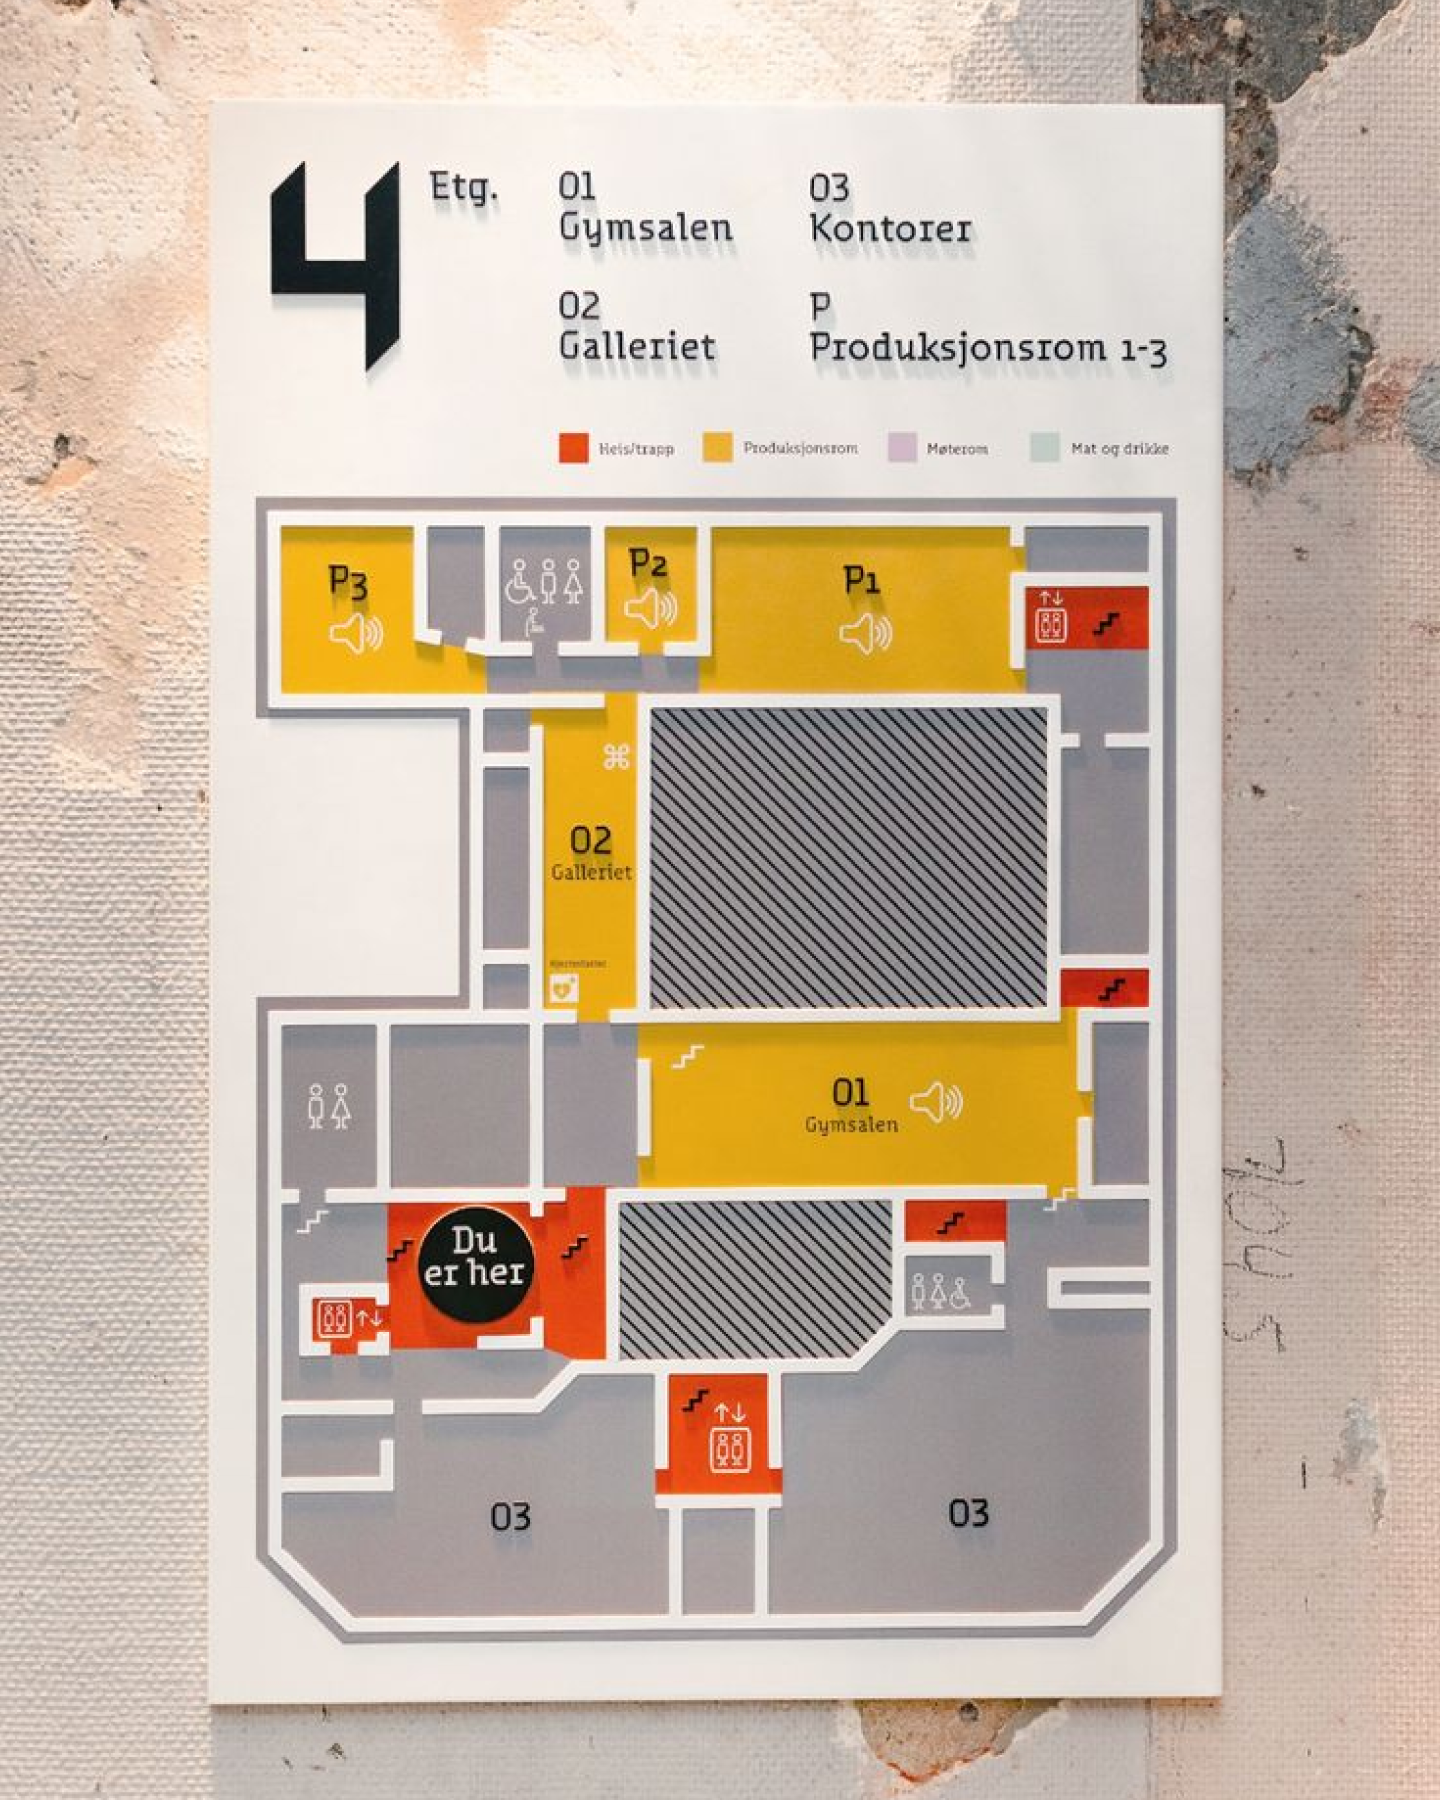 4 Etg.
01
Gymsalen
03
Kontorer
02
Galleriet
P
Produksjonsrom 1-3
Heis/trapp
Produksjonsrom
Møterom
Mat og drikke
P3
P2
P1
02
Galleriet
Hjertestarter
01
Gymsalen
Du
er her
03
03